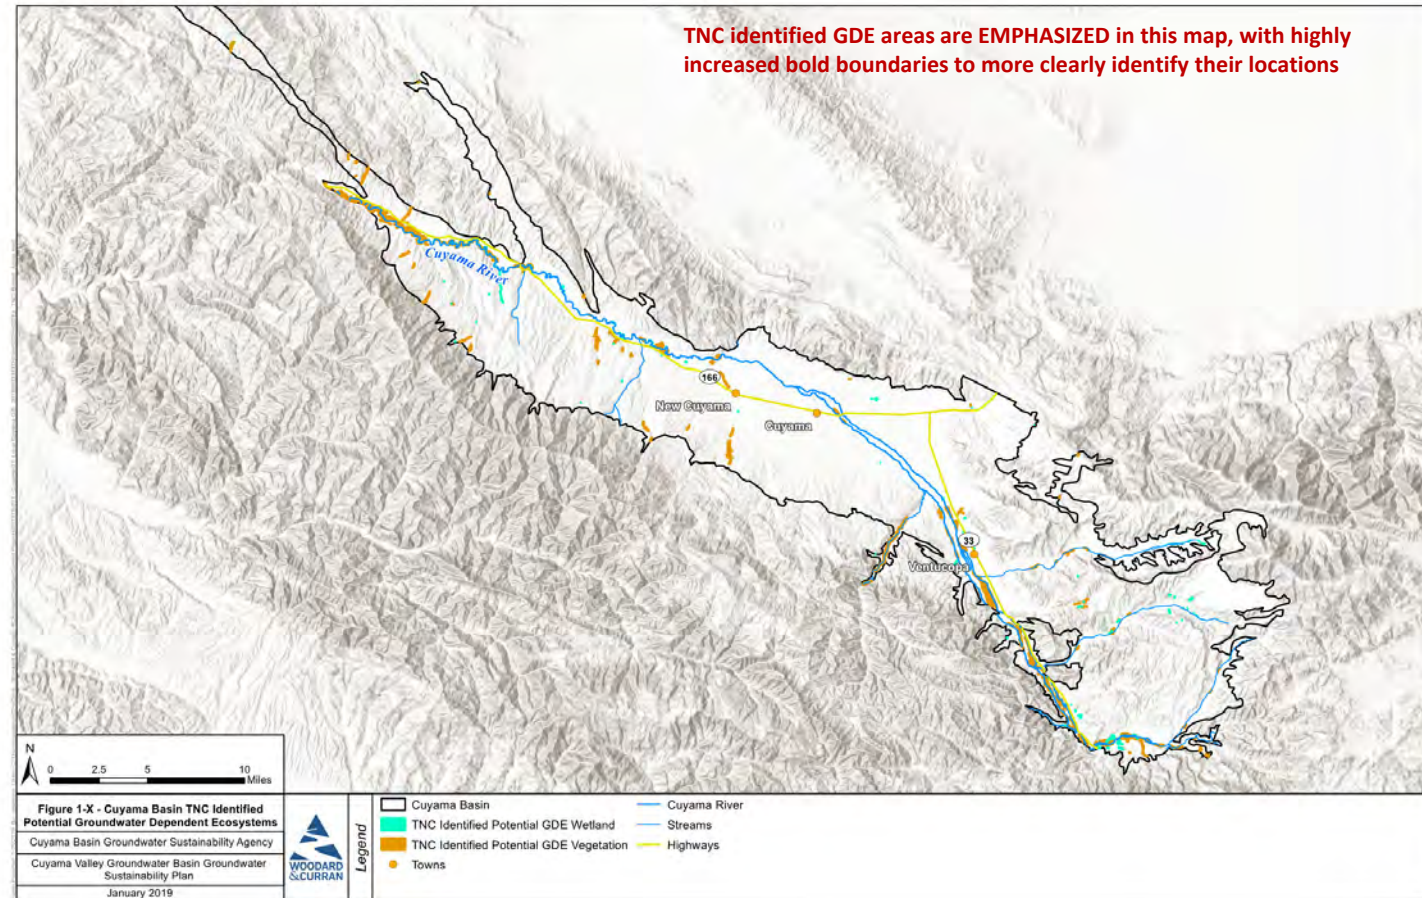 TNC identified GDE areas are EMPHASIZED in this map, with highly
increased bold boundaries to more clearly identify their locations
Cuyama River
166
New Cuyama
Cuyama
33
Ventucopa
N
0 2.5 5 10
Miles
Figure 1-X - Cuyama Basin TNC Identified
Potential Groundwater Dependent Ecosystems
Cuyama Basin Groundwater Sustainability Agency
Cuyama Valley Groundwater Basin Groundwater
Sustainability Plan
January 2019
WOODARD
&CURRAN
Legend
Cuyama Basin
TNC Identified Potential GDE Wetland
TNC Identified Potential GDE Vegetation
Towns
Cuyama River
Streams
Highways